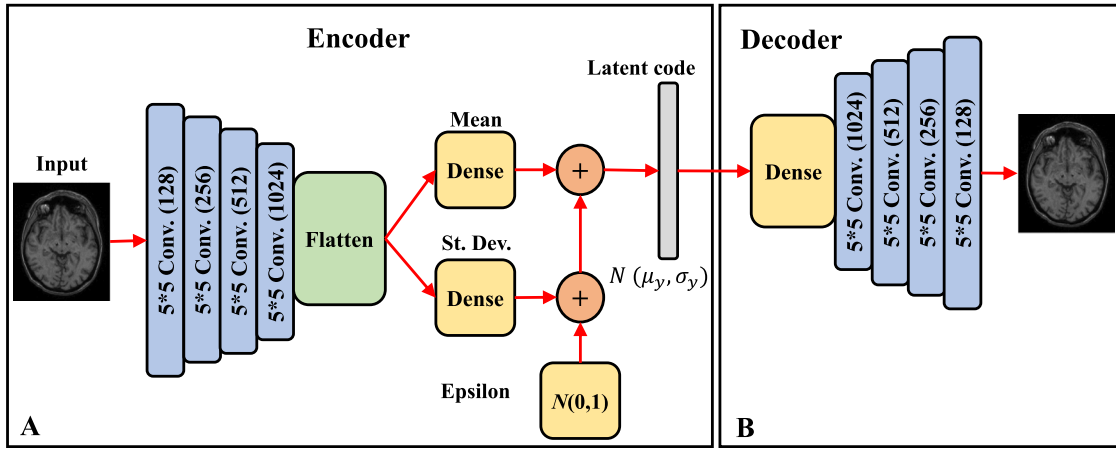 Encoder
Input
5*5 Conv. (128)
5*5 Conv. (256)
5*5 Conv. (512)
5*5 Conv. (1024)
Flatten
Mean
Dense
St. Dev.
Dense
+
+
Epsilon
N(0,1)
Latent code
N (μ_y, σ_y)
A
Decoder
Dense
5*5 Conv. (1024)
5*5 Conv. (512)
5*5 Conv. (256)
5*5 Conv. (128)
B